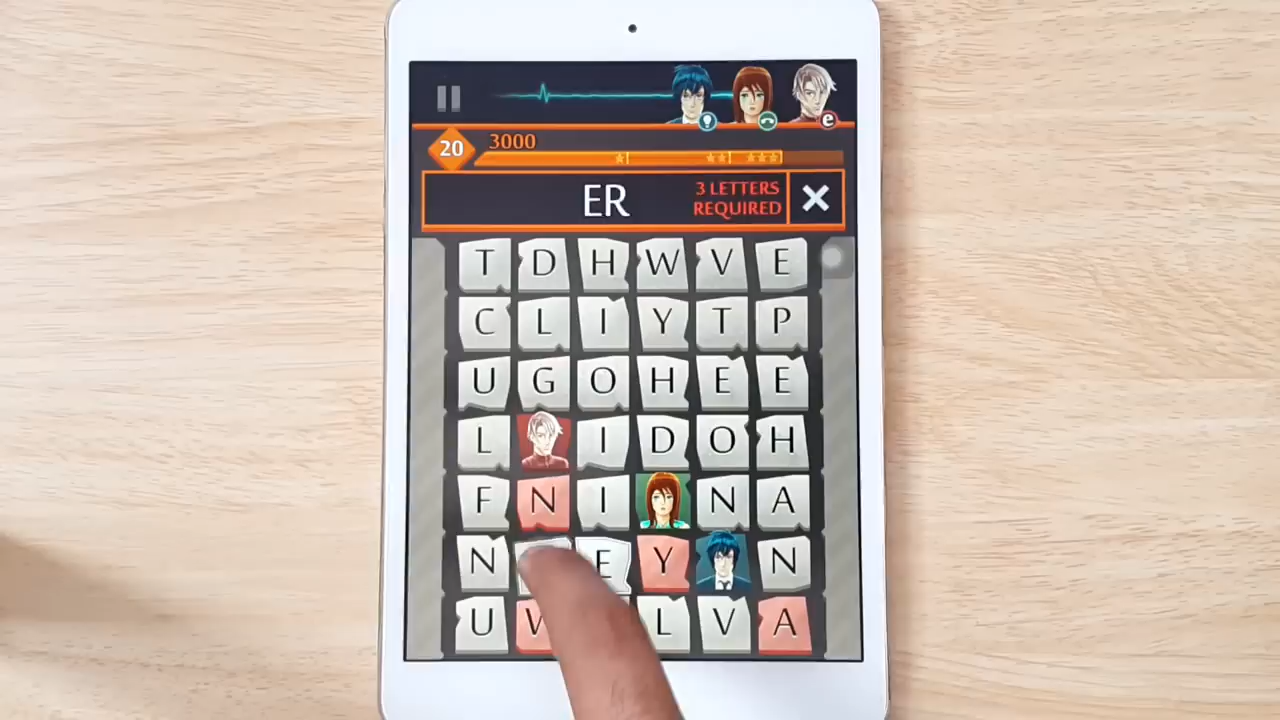 20 3000
ER 3 LETTERS REQUIRED X
T D H W V E
C L I Y T P
U G O H E E
L I D O H
F N I N A
N E Y N
U L V A